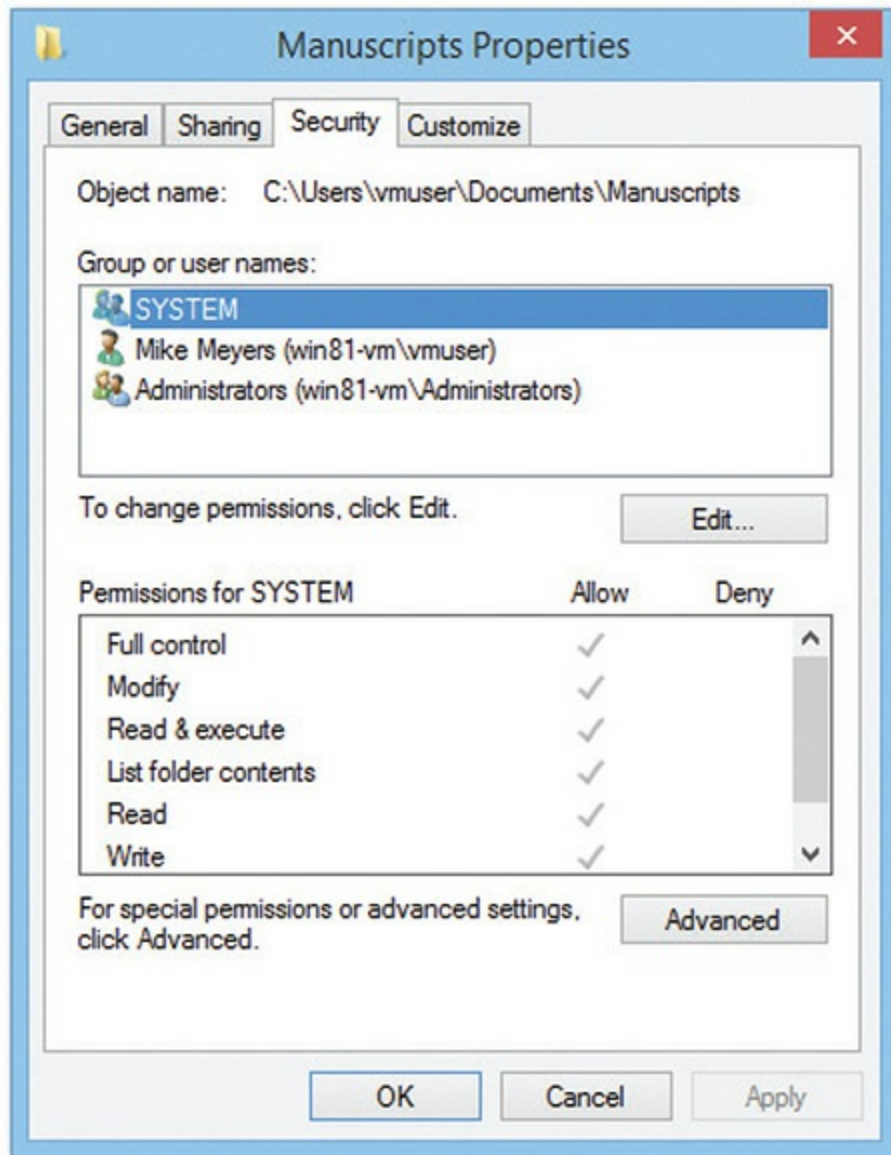 Manuscripts Properties
General Sharing Security Customize
Object name: C:\Users\vmuser\Documents\Manuscripts
Group or user names:
SYSTEM
Mike Meyers (win81-vm\vmuser)
Administrators (win81-vm\Administrators)
To change permissions, click Edit. Edit...
Permissions for SYSTEM Allow Deny
Full control
Modify
Read & execute
List folder contents
Read
Write
For special permissions or advanced settings,
click Advanced. Advanced
OK Cancel Apply